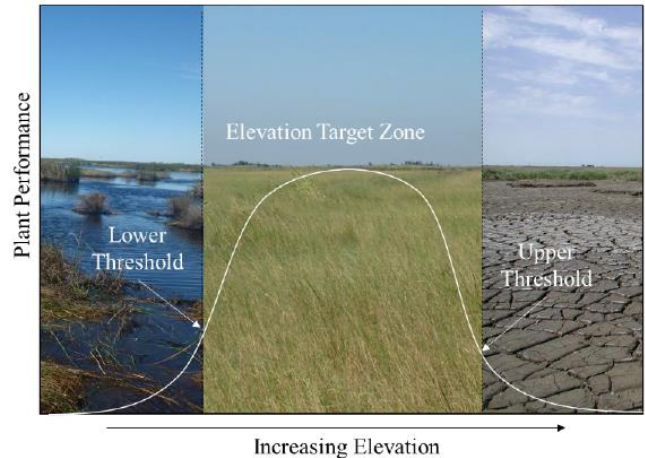 Plant Performance
Elevation Target Zone
Lower
Threshold
Upper
Threshold
Increasing Elevation